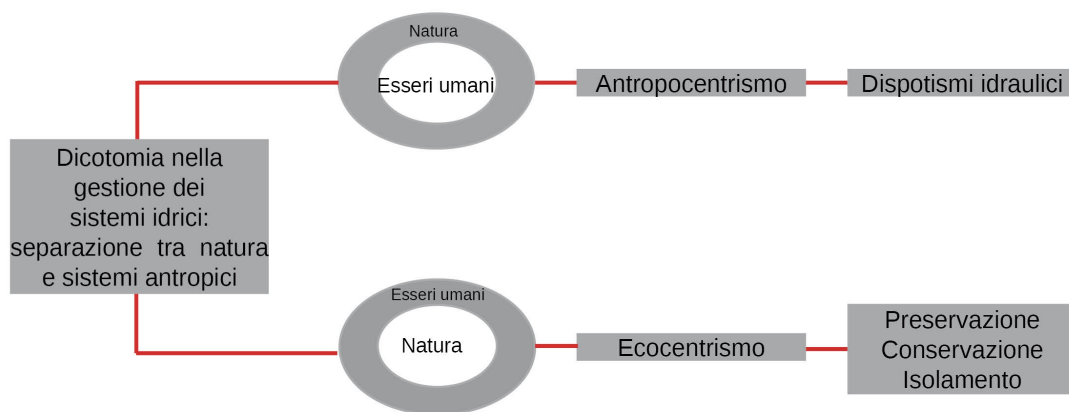 Natura
Esseri umani
Antropocentrismo
Dispotismi idraulici
Dicotomia nella
gestione dei
sistemi idrici:
separazione tra natura
e sistemi antropici
Esseri umani
Natura
Ecocentrismo
Preservazione
Conservazione
Isolamento